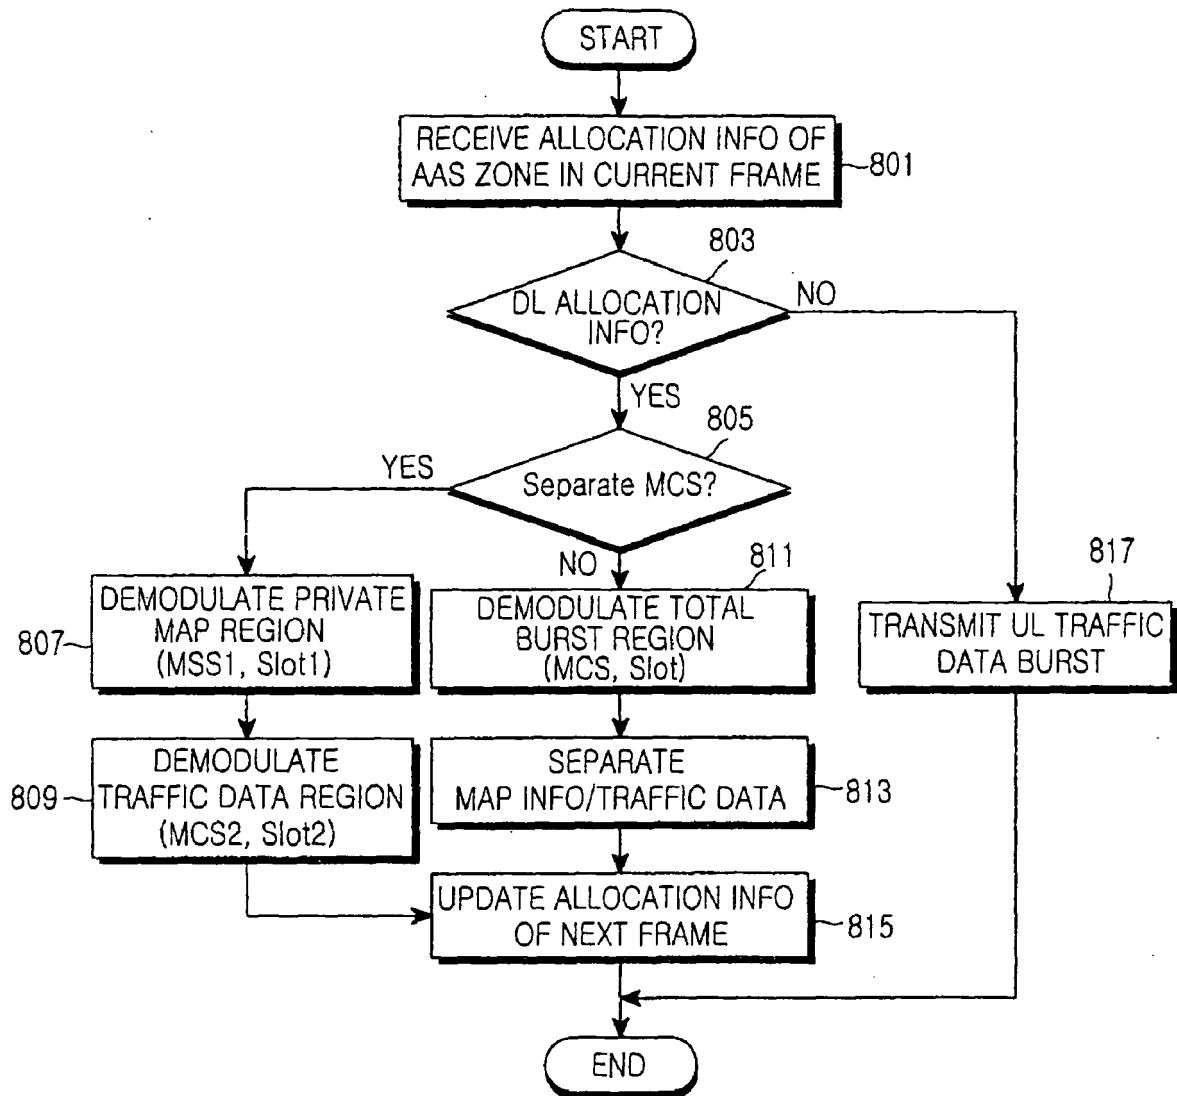 START
RECEIVE ALLOCATION INFO OF
AAS ZONE IN CURRENT FRAME
801
803
DL ALLOCATION
INFO?
NO
YES
805
Separate MCS?
YES
NO
807
DEMODULATE PRIVATE
MAP REGION
(MSS1, Slot1)
811
DEMODULATE TOTAL
BURST REGION
(MCS, Slot)
817
TRANSMIT UL TRAFFIC
DATA BURST
809
DEMODULATE
TRAFFIC DATA REGION
(MCS2, Slot2)
SEPARATE
MAP INFO/TRAFFIC DATA
813
UPDATE ALLOCATION INFO
OF NEXT FRAME
815
END